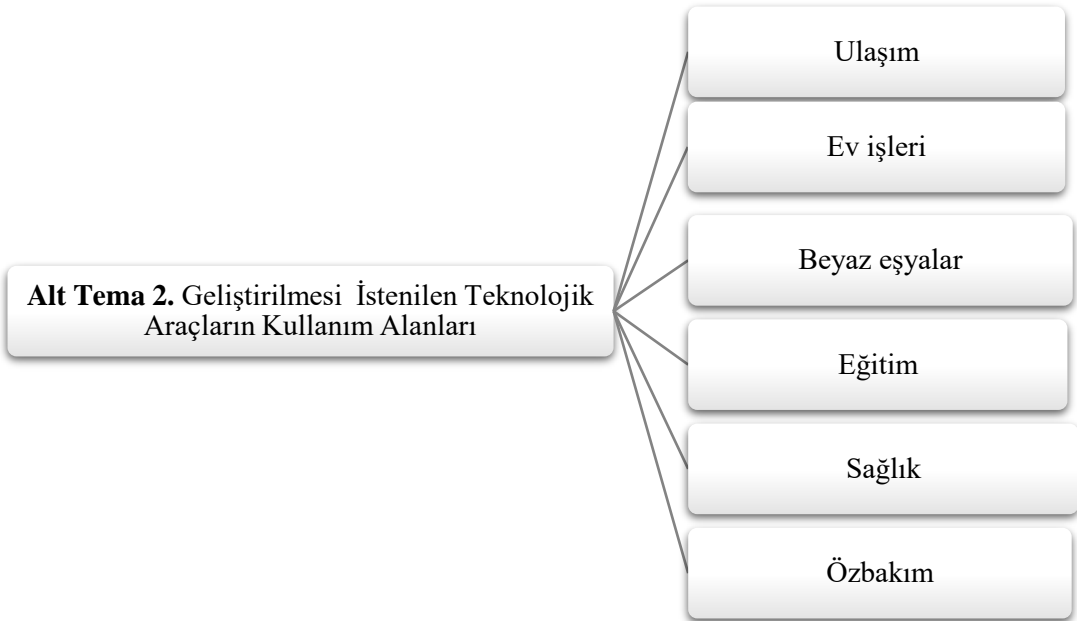 Ulaşım
Ev işleri
Beyaz eşyalar
Alt Tema 2. Geliştirilmesi İstenilen Teknolojik
Araçların Kullanım Alanları
Eğitim
Sağlık
Özbakım